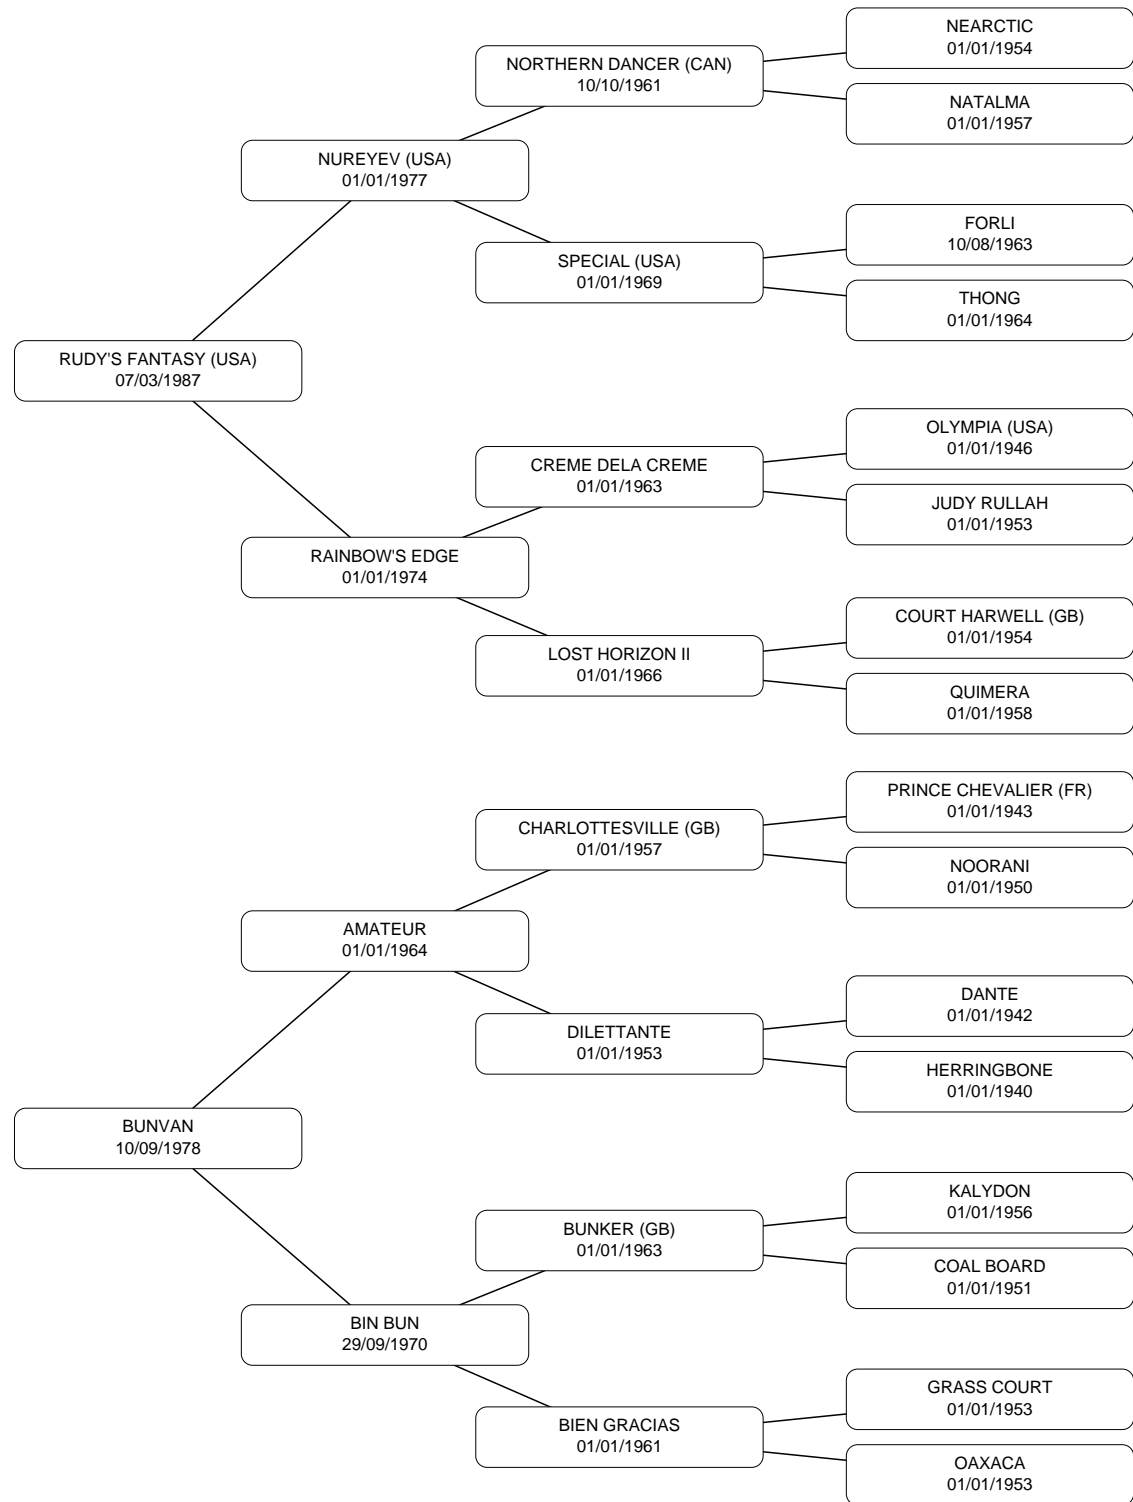 NEARCTIC
01/01/1954
NORTHERN DANCER (CAN)
10/10/1961
NATALMA
01/01/1957
NUREYEV (USA)
01/01/1977
FORLI
10/08/1963
SPECIAL (USA)
01/01/1969
THONG
01/01/1964
RUDY'S FANTASY (USA)
07/03/1987
OLYMPIA (USA)
01/01/1946
CREME DELA CREME
01/01/1963
JUDY RULLAH
01/01/1953
RAINBOW'S EDGE
01/01/1974
COURT HARWELL (GB)
01/01/1954
LOST HORIZON II
01/01/1966
QUIMERA
01/01/1958
PRINCE CHEVALIER (FR)
01/01/1943
CHARLOTTESVILLE (GB)
01/01/1957
NOORANI
01/01/1950
AMATEUR
01/01/1964
DANTE
01/01/1942
DILETTANTE
01/01/1953
HERRINGBONE
01/01/1940
BUNVAN
10/09/1978
KALYDON
01/01/1956
BUNKER (GB)
01/01/1963
COAL BOARD
01/01/1951
BIN BUN
29/09/1970
GRASS COURT
01/01/1953
BIEN GRACIAS
01/01/1961
OAXACA
01/01/1953